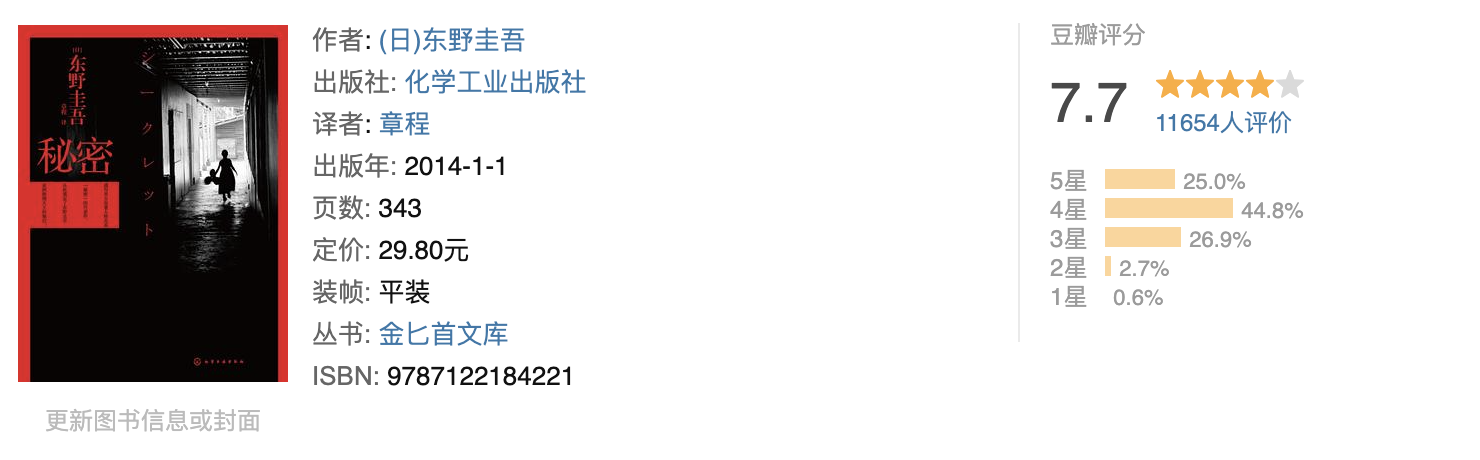 [日]
东野圭吾
章程 译
秘密
シークレット
更新图书信息或封面
作者: (日)东野圭吾
出版社: 化学工业出版社
译者: 章程
出版年: 2014-1-1
页数: 343
定价: 29.80元
装帧: 平装
丛书: 金匕首文库
ISBN: 9787122184221
豆瓣评分
7.7
11654人评价
5星 25.0%
4星 44.8%
3星 26.9%
2星 2.7%
1星 0.6%